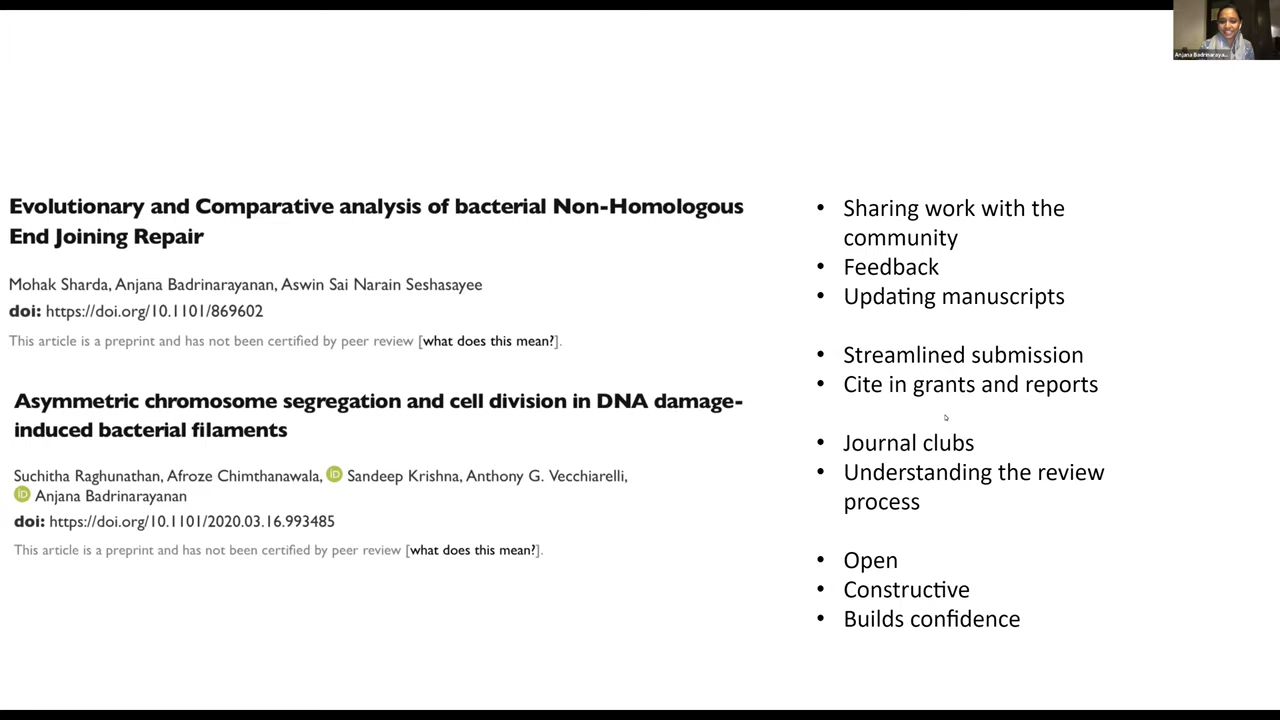 Anjana Badrinaraya...
Evolutionary and Comparative analysis of bacterial Non-Homologous
End Joining Repair
Mohak Sharda, Anjana Badrinarayanan, Aswin Sai Narain Seshasayee
doi: https://doi.org/10.1101/869602
This article is a preprint and has not been certified by peer review [what does this mean?].
Asymmetric chromosome segregation and cell division in DNA damage-
induced bacterial filaments
Suchitha Raghunathan, Afroze Chimthanawala, iD Sandeep Krishna, Anthony G. Vecchiarelli,
iD Anjana Badrinarayanan
doi: https://doi.org/10.1101/2020.03.16.993485
This article is a preprint and has not been certified by peer review [what does this mean?].
• Sharing work with the
community
• Feedback
• Updating manuscripts
• Streamlined submission
• Cite in grants and reports
• Journal clubs
• Understanding the review
process
• Open
• Constructive
• Builds confidence